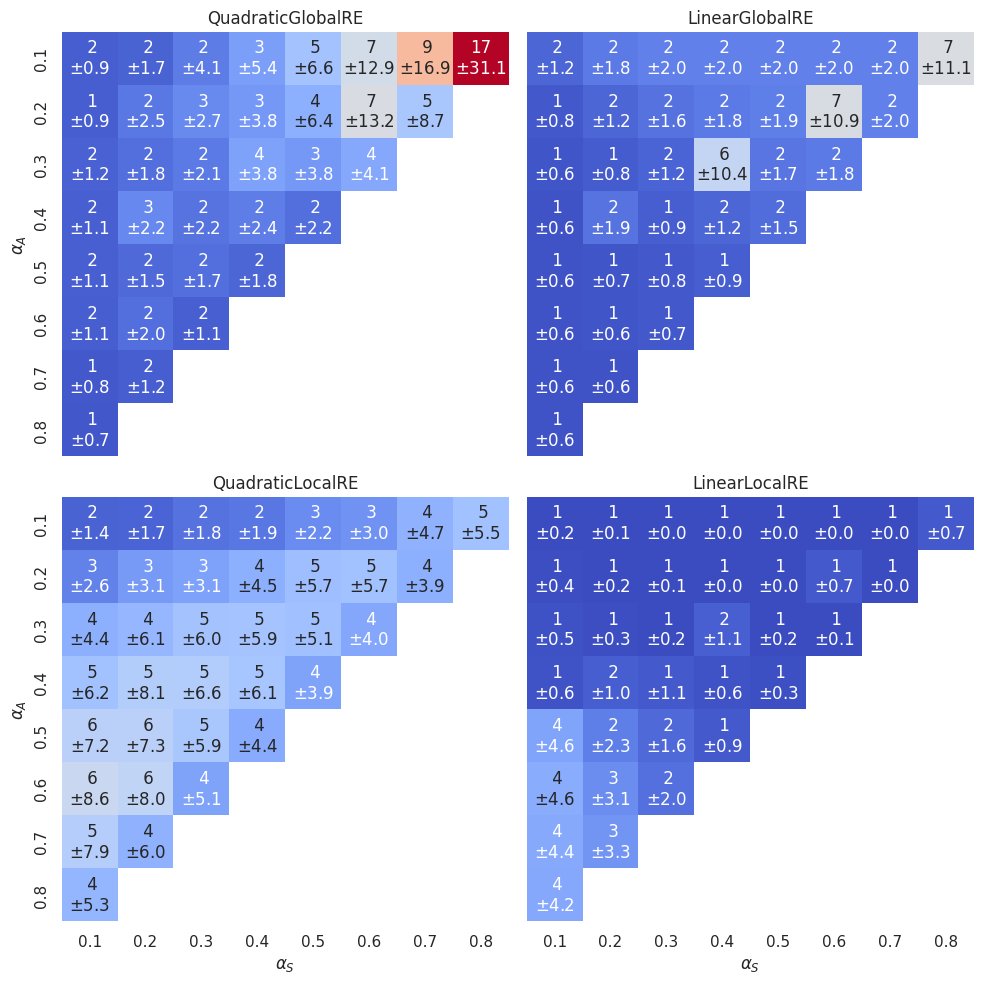 QuadraticGlobalRE
0.1 2 2 2 3 5 7 9 17
±0.9 ±1.7 ±4.1 ±5.4 ±6.6 ±12.9 ±16.9 ±31.1
0.2 1 2 3 3 4 7 5
±0.9 ±2.5 ±2.7 ±3.8 ±6.4 ±13.2 ±8.7
0.3 2 2 2 4 3 4
±1.2 ±1.8 ±2.1 ±3.8 ±3.8 ±4.1
0.4 2 3 2 2 2
±1.1 ±2.2 ±2.2 ±2.4 ±2.2
α_A
0.5 2 2 2 2
±1.1 ±1.5 ±1.7 ±1.8
0.6 2 2 2
±1.1 ±2.0 ±1.1
0.7 1 2
±0.8 ±1.2
0.8 1
±0.7
LinearGlobalRE
2 2 2 2 2 2 2 7
±1.2 ±1.8 ±2.0 ±2.0 ±2.0 ±2.0 ±2.0 ±11.1
1 2 2 2 2 7 2
±0.8 ±1.2 ±1.6 ±1.8 ±1.9 ±10.9 ±2.0
1 1 2 6 2 2
±0.6 ±0.8 ±1.2 ±10.4 ±1.7 ±1.8
1 2 1 2 2
±0.6 ±1.9 ±0.9 ±1.2 ±1.5
1 1 1 1
±0.6 ±0.7 ±0.8 ±0.9
1 1 1
±0.6 ±0.6 ±0.7
1 1
±0.6 ±0.6
1
±0.6
QuadraticLocalRE
0.1 2 2 2 2 3 3 4 5
±1.4 ±1.7 ±1.8 ±1.9 ±2.2 ±3.0 ±4.7 ±5.5
0.2 3 3 3 4 5 5 4
±2.6 ±3.1 ±3.1 ±4.5 ±5.7 ±5.7 ±3.9
0.3 4 4 5 5 5 4
±4.4 ±6.1 ±6.0 ±5.9 ±5.1 ±4.0
0.4 5 5 5 5 4
±6.2 ±8.1 ±6.6 ±6.1 ±3.9
α_A
0.5 6 6 5 4
±7.2 ±7.3 ±5.9 ±4.4
0.6 6 6 4
±8.6 ±8.0 ±5.1
0.7 5 4
±7.9 ±6.0
0.8 4
±5.3
0.1 0.2 0.3 0.4 0.5 0.6 0.7 0.8
α_S
LinearLocalRE
1 1 1 1 1 1 1 1
±0.2 ±0.1 ±0.0 ±0.0 ±0.0 ±0.0 ±0.0 ±0.7
1 1 1 1 1 1 1
±0.4 ±0.2 ±0.1 ±0.0 ±0.0 ±0.7 ±0.0
1 1 1 2 1 1
±0.5 ±0.3 ±0.2 ±1.1 ±0.2 ±0.1
1 2 1 1 1
±0.6 ±1.0 ±1.1 ±0.6 ±0.3
4 2 2 1
±4.6 ±2.3 ±1.6 ±0.9
4 3 2
±4.6 ±3.1 ±2.0
4 3
±4.4 ±3.3
4
±4.2
0.1 0.2 0.3 0.4 0.5 0.6 0.7 0.8
α_S